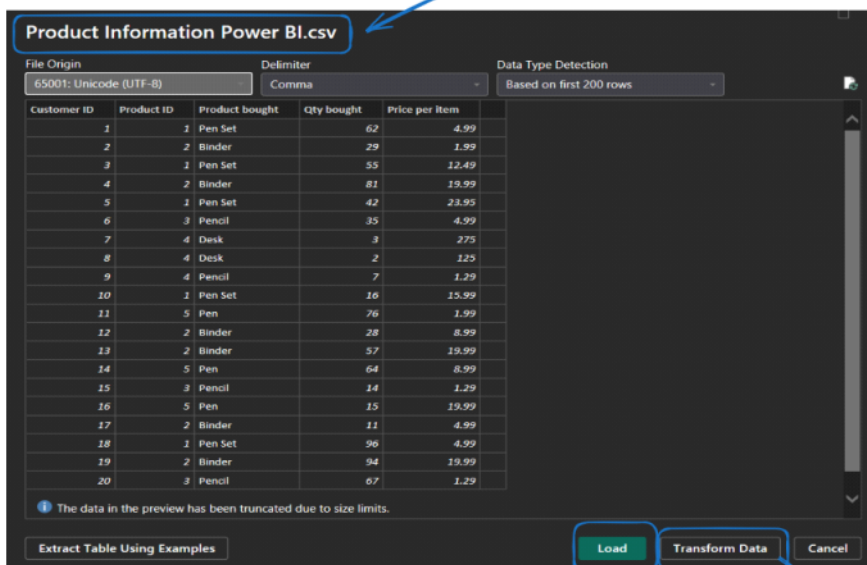 Product Information Power BI.csv
File Origin Delimiter Data Type Detection
65001: Unicode (UTF-8) Comma Based on first 200 rows
Customer ID Product ID Product bought Qty bought Price per item
1 1 Pen Set 62 4.99
2 2 Binder 29 1.99
3 1 Pen Set 55 12.49
4 2 Binder 81 19.99
5 1 Pen Set 42 23.95
6 3 Pencil 35 4.99
7 4 Desk 3 275
8 4 Desk 2 125
9 4 Pencil 7 1.29
10 1 Pen Set 16 15.99
11 5 Pen 76 1.99
12 2 Binder 28 8.99
13 2 Binder 57 19.99
14 5 Pen 64 8.99
15 3 Pencil 14 1.29
16 5 Pen 15 19.99
17 2 Binder 11 4.99
18 1 Pen Set 96 4.99
19 2 Binder 94 19.99
20 3 Pencil 67 1.29
The data in the preview has been truncated due to size limits.
Extract Table Using Examples Load Transform Data Cancel